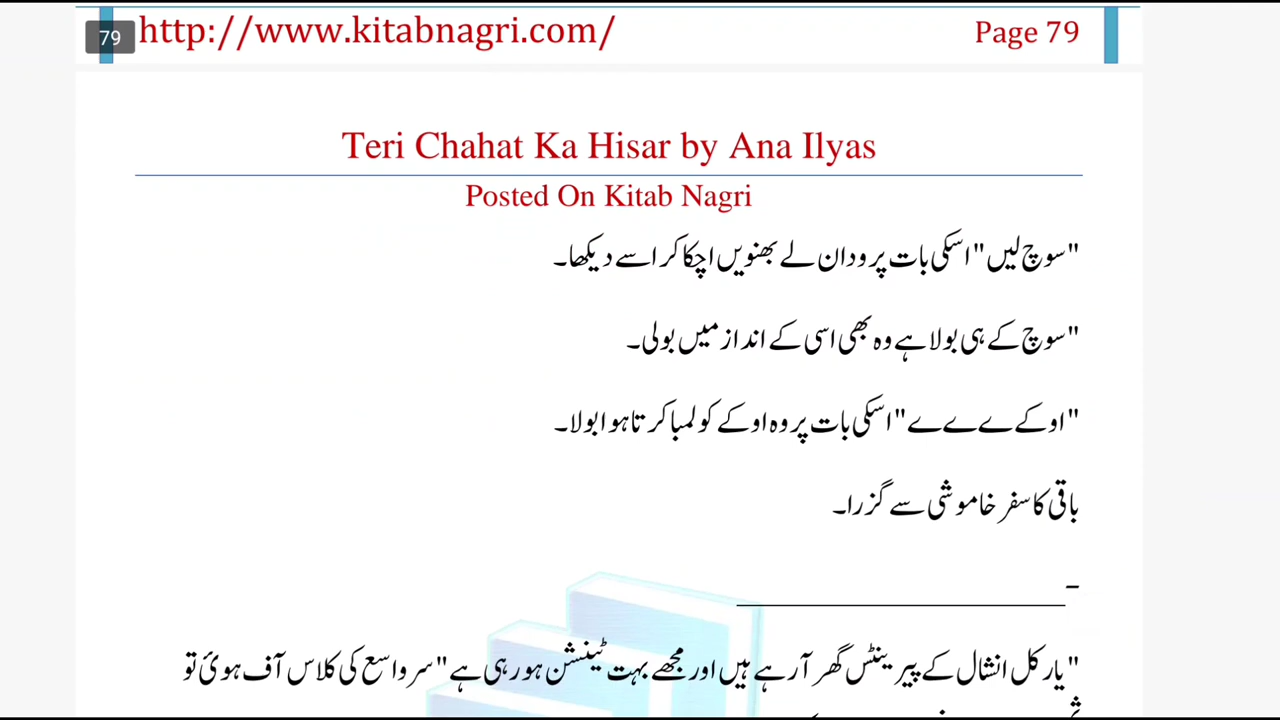 http://www.kitabnagri.com/
Page 79
79
Teri Chahat Ka Hisar by Ana Ilyas
Posted On Kitab Nagri
"سوچ لیں" اسکی بات پر ودان لے بھنویں اچکا کر اسے دیکھا۔
"سوچ کے ہی بولا ہے وہ بھی اسی کے انداز میں بولی۔
"اوکے ے ے ے" اسکی بات پر وہ اوکے کو لمبا کرتا ہوا بولا۔
باقی کا سفر خاموشی سے گزرا۔
_
"یار کل انشال کے پیرینٹس گھر آرہے ہیں اور مجھے بہت ٹینشن ہو رہی ہے" سر واسع کی کلاس آف ہوئ تو